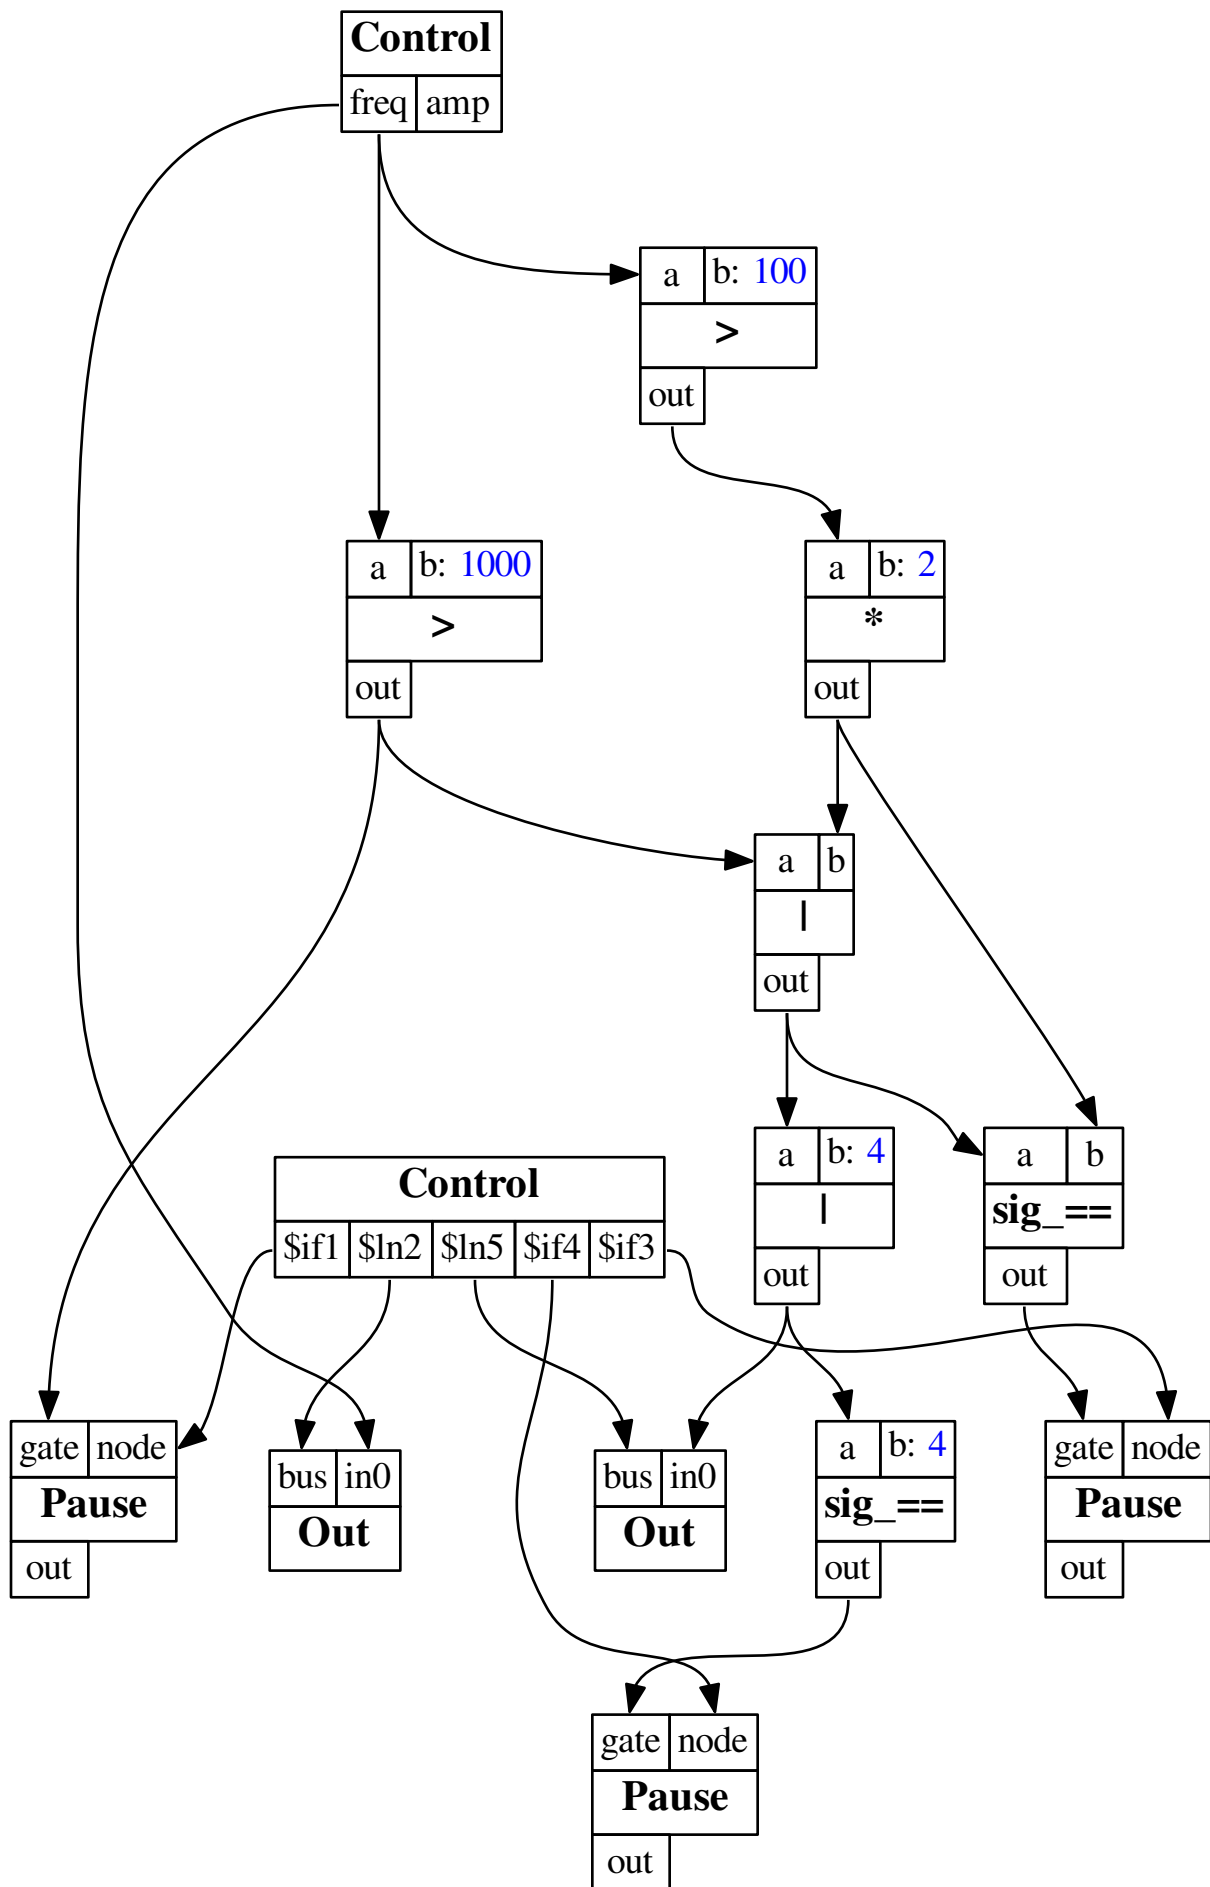 Control
freq amp
a b: 100
>
out
a b: 1000
>
out
a b: 2
*
out
a b
|
out
a b: 4
|
out
a b
sig_==
out
Control
$if1 $ln2 $ln5 $if4 $if3
gate node
Pause
out
bus in0
Out
bus in0
Out
a b: 4
sig_==
out
gate node
Pause
out
gate node
Pause
out